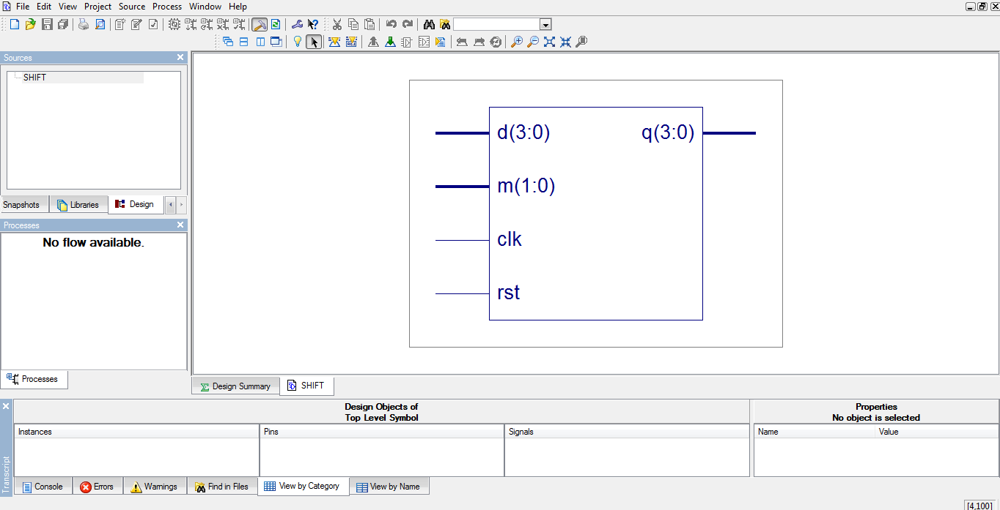 File Edit View Project Source Process Window Help
Sources
SHIFT
Snapshots Libraries Design
Processes
No flow available.
Processes
d(3:0) q(3:0)
m(1:0)
clk
rst
Design Summary SHIFT
Transcript
Design Objects of
Top Level Symbol
Instances Pins Signals
Properties
No object is selected
Name Value
Console Errors Warnings Find in Files View by Category View by Name
[4,100]